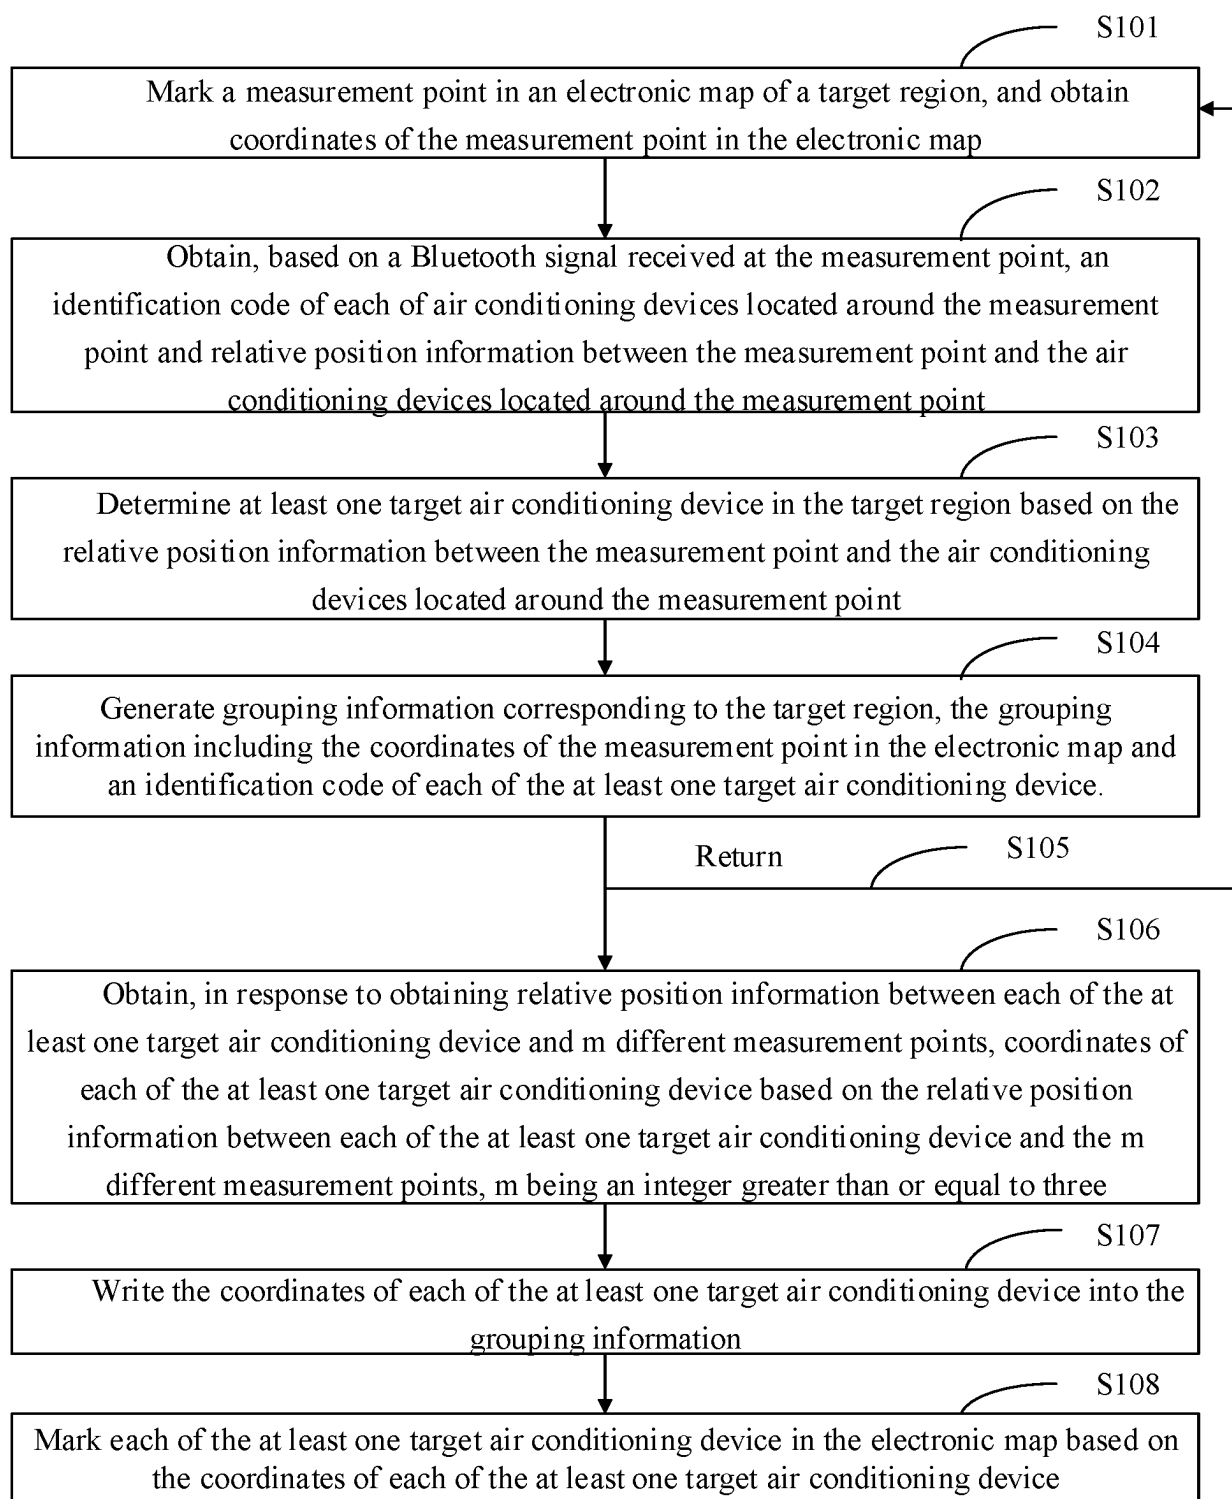 S101
Mark a measurement point in an electronic map of a target region, and obtain
coordinates of the measurement point in the electronic map
S102
Obtain, based on a Bluetooth signal received at the measurement point, an
identification code of each of air conditioning devices located around the measurement
point and relative position information between the measurement point and the air
conditioning devices located around the measurement point
S103
Determine at least one target air conditioning device in the target region based on the
relative position information between the measurement point and the air conditioning
devices located around the measurement point
S104
Generate grouping information corresponding to the target region, the grouping
information including the coordinates of the measurement point in the electronic map and
an identification code of each of the at least one target air conditioning device.
Return
S105
S106
Obtain, in response to obtaining relative position information between each of the at
least one target air conditioning device and m different measurement points, coordinates of
each of the at least one target air conditioning device based on the relative position
information between each of the at least one target air conditioning device and the m
different measurement points, m being an integer greater than or equal to three
S107
Write the coordinates of each of the at least one target air conditioning device into the
grouping information
S108
Mark each of the at least one target air conditioning device in the electronic map based on
the coordinates of each of the at least one target air conditioning device